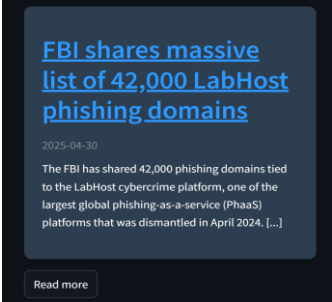 FBI shares massive
list of 42,000 LabHost
phishing domains
2025-04-30
The FBI has shared 42,000 phishing domains tied
to the LabHost cybercrime platform, one of the
largest global phishing-as-a-service (PhaaS)
platforms that was dismantled in April 2024. [...]
Read more